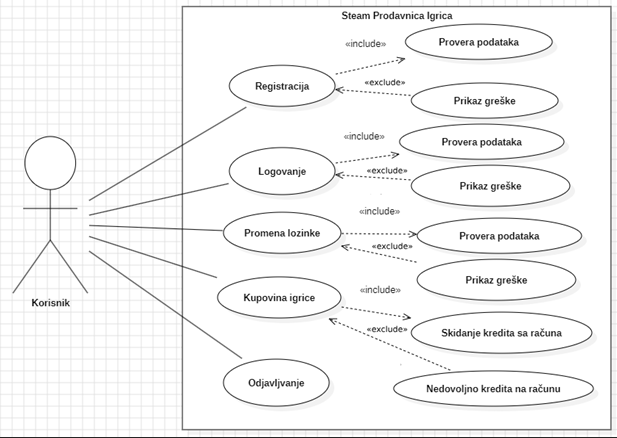 Steam Prodavnica Igrica
«include»
Provera podataka
Registracija
«exclude»
Prikaz greške
«include»
Provera podataka
Logovanje
«exclude»
Prikaz greške
«include»
Promena lozinke
Provera podataka
«exclude»
Prikaz greške
Kupovina igrice
«include»
Korisnik
«exclude»
Skidanje kredita sa računa
Odjavljvanje
Nedovoljno kredita na računu